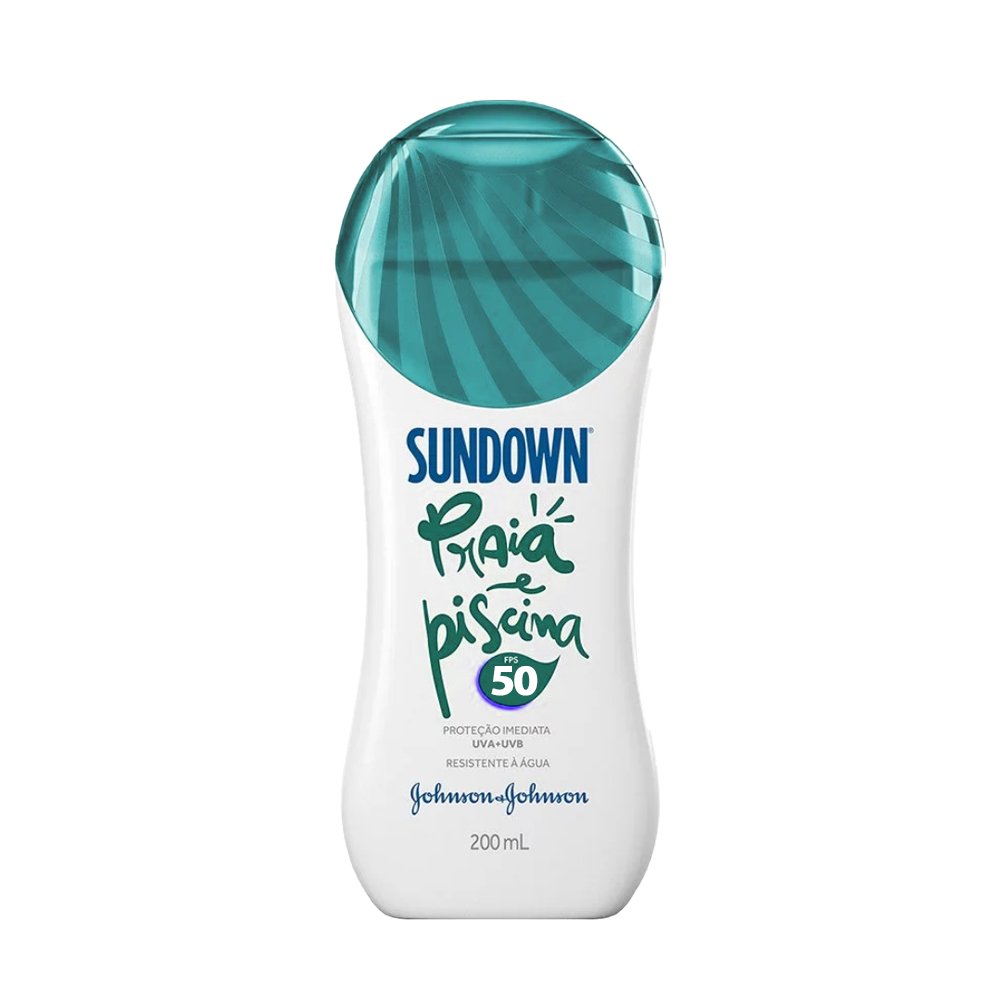 SUNDOWN®
Praia
e
piscina
FPS
50
PROTEÇÃO IMEDIATA
UVA+UVB
RESISTENTE À ÁGUA
Johnson & Johnson
200 mL